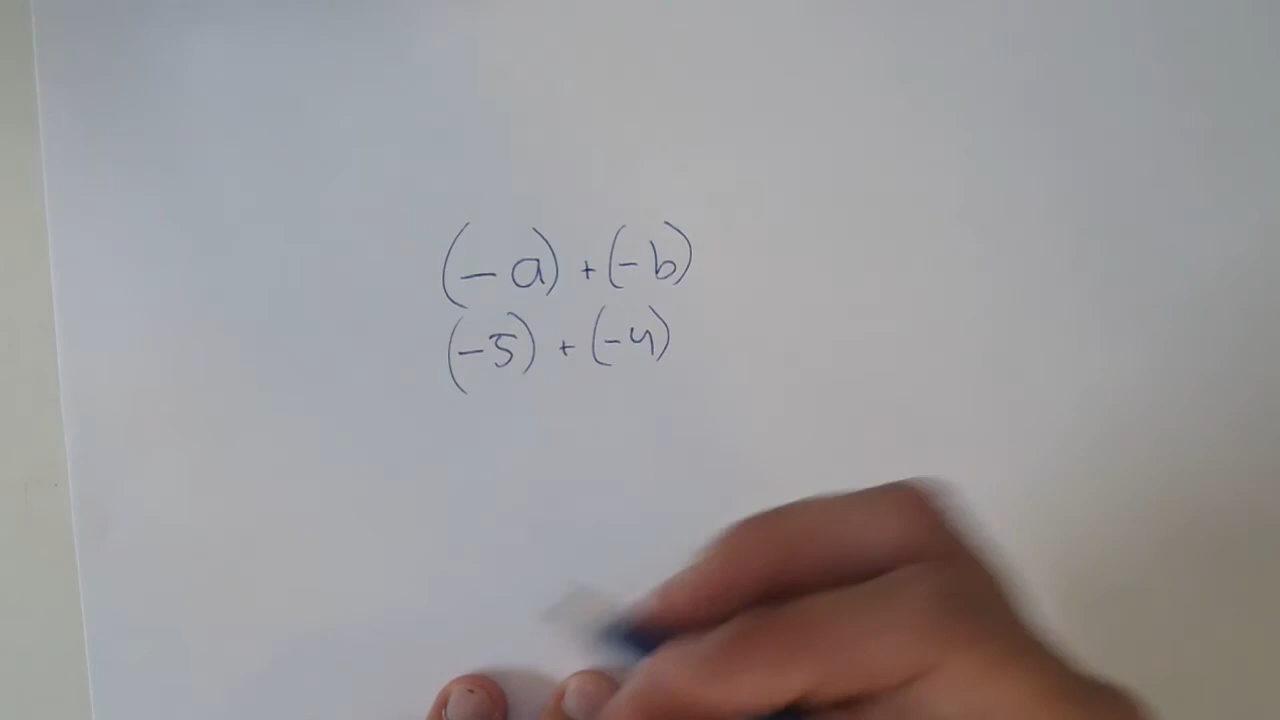 (-a) + (-b)
(-5) + (-4)